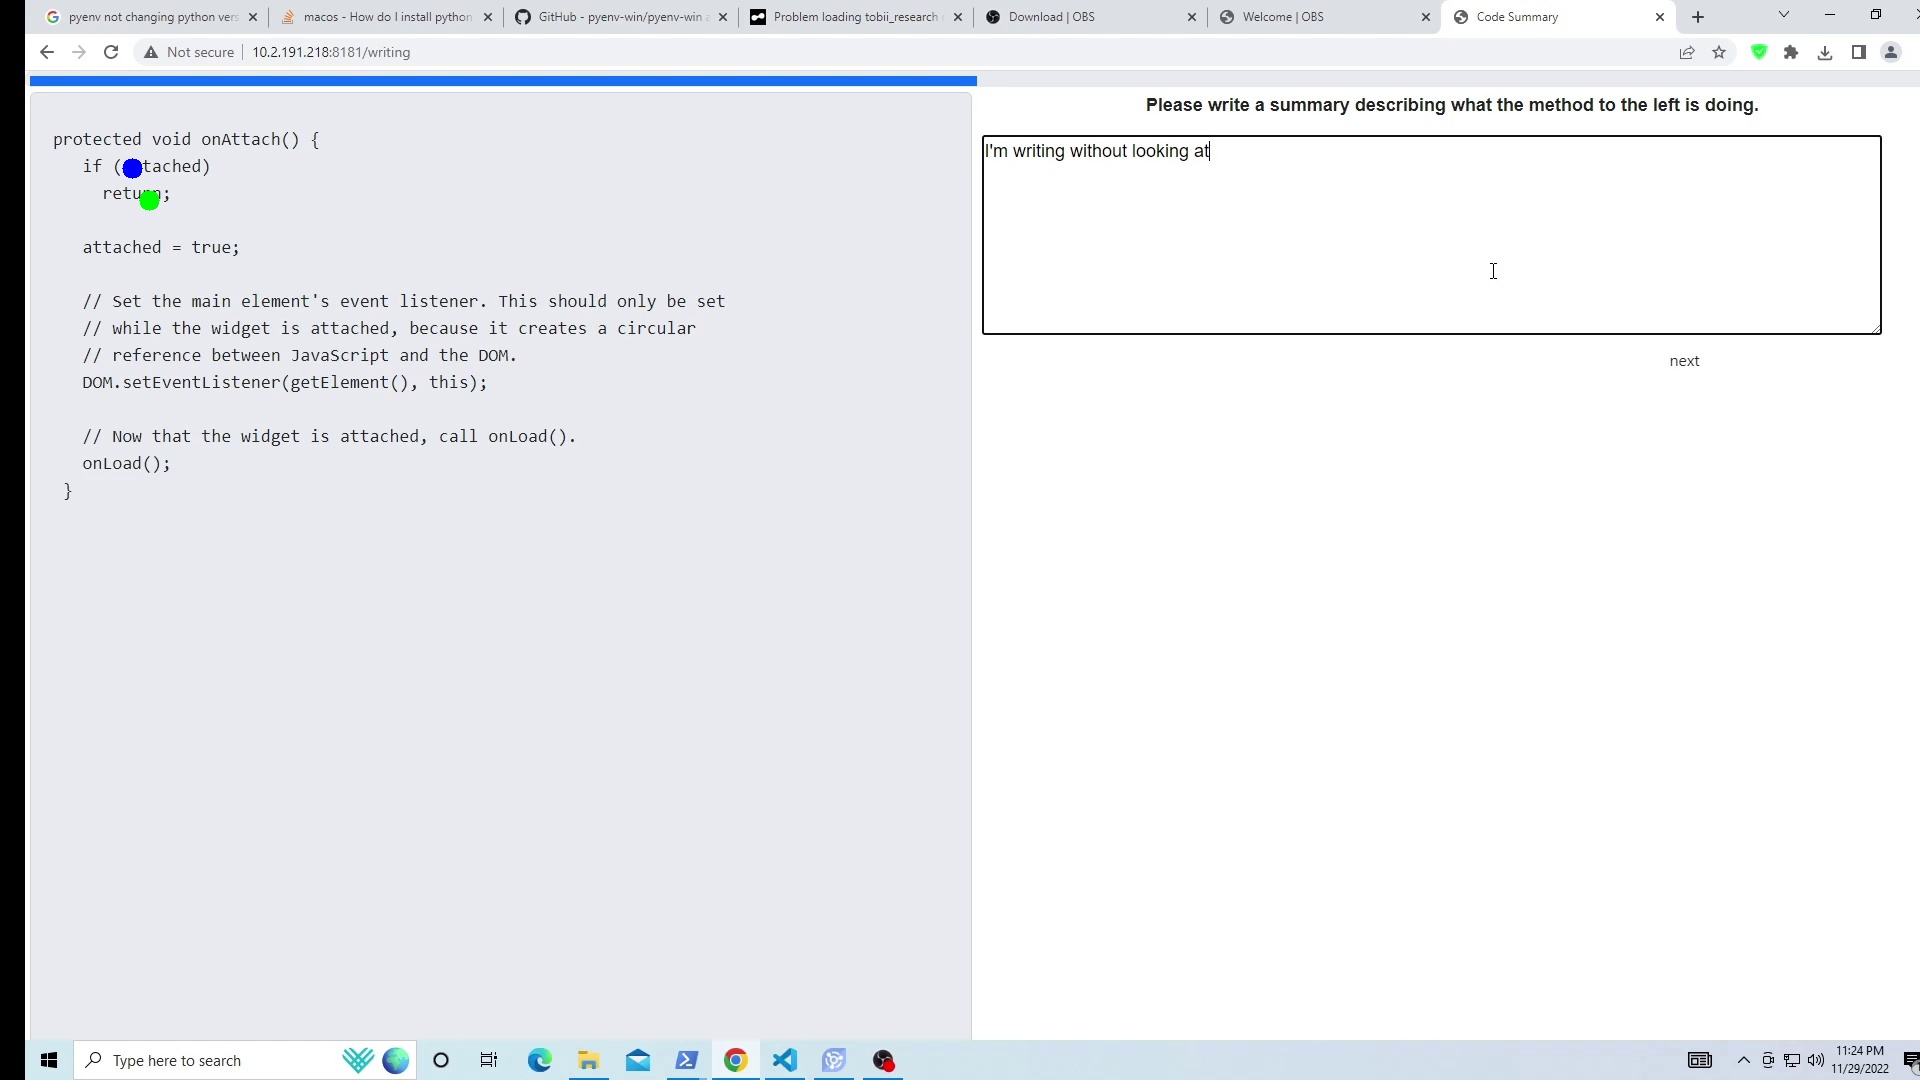 pyenv not changing python vers
macos - How do I install python
GitHub - pyenv-win/pyenv-win
Problem loading tobii_research
Download | OBS
Welcome | OBS
Code Summary
Not secure
10.2.191.218:8181/writing
Please write a summary describing what the method to the left is doing.
protected void onAttach() {
if (attached)
return;
attached = true;
// Set the main element's event listener. This should only be set
// while the widget is attached, because it creates a circular
// reference between JavaScript and the DOM.
DOM.setEventListener(getElement(), this);
// Now that the widget is attached, call onLoad().
onLoad();
}
I'm writing without looking at
next
Type here to search
11:24 PM
11/29/2022